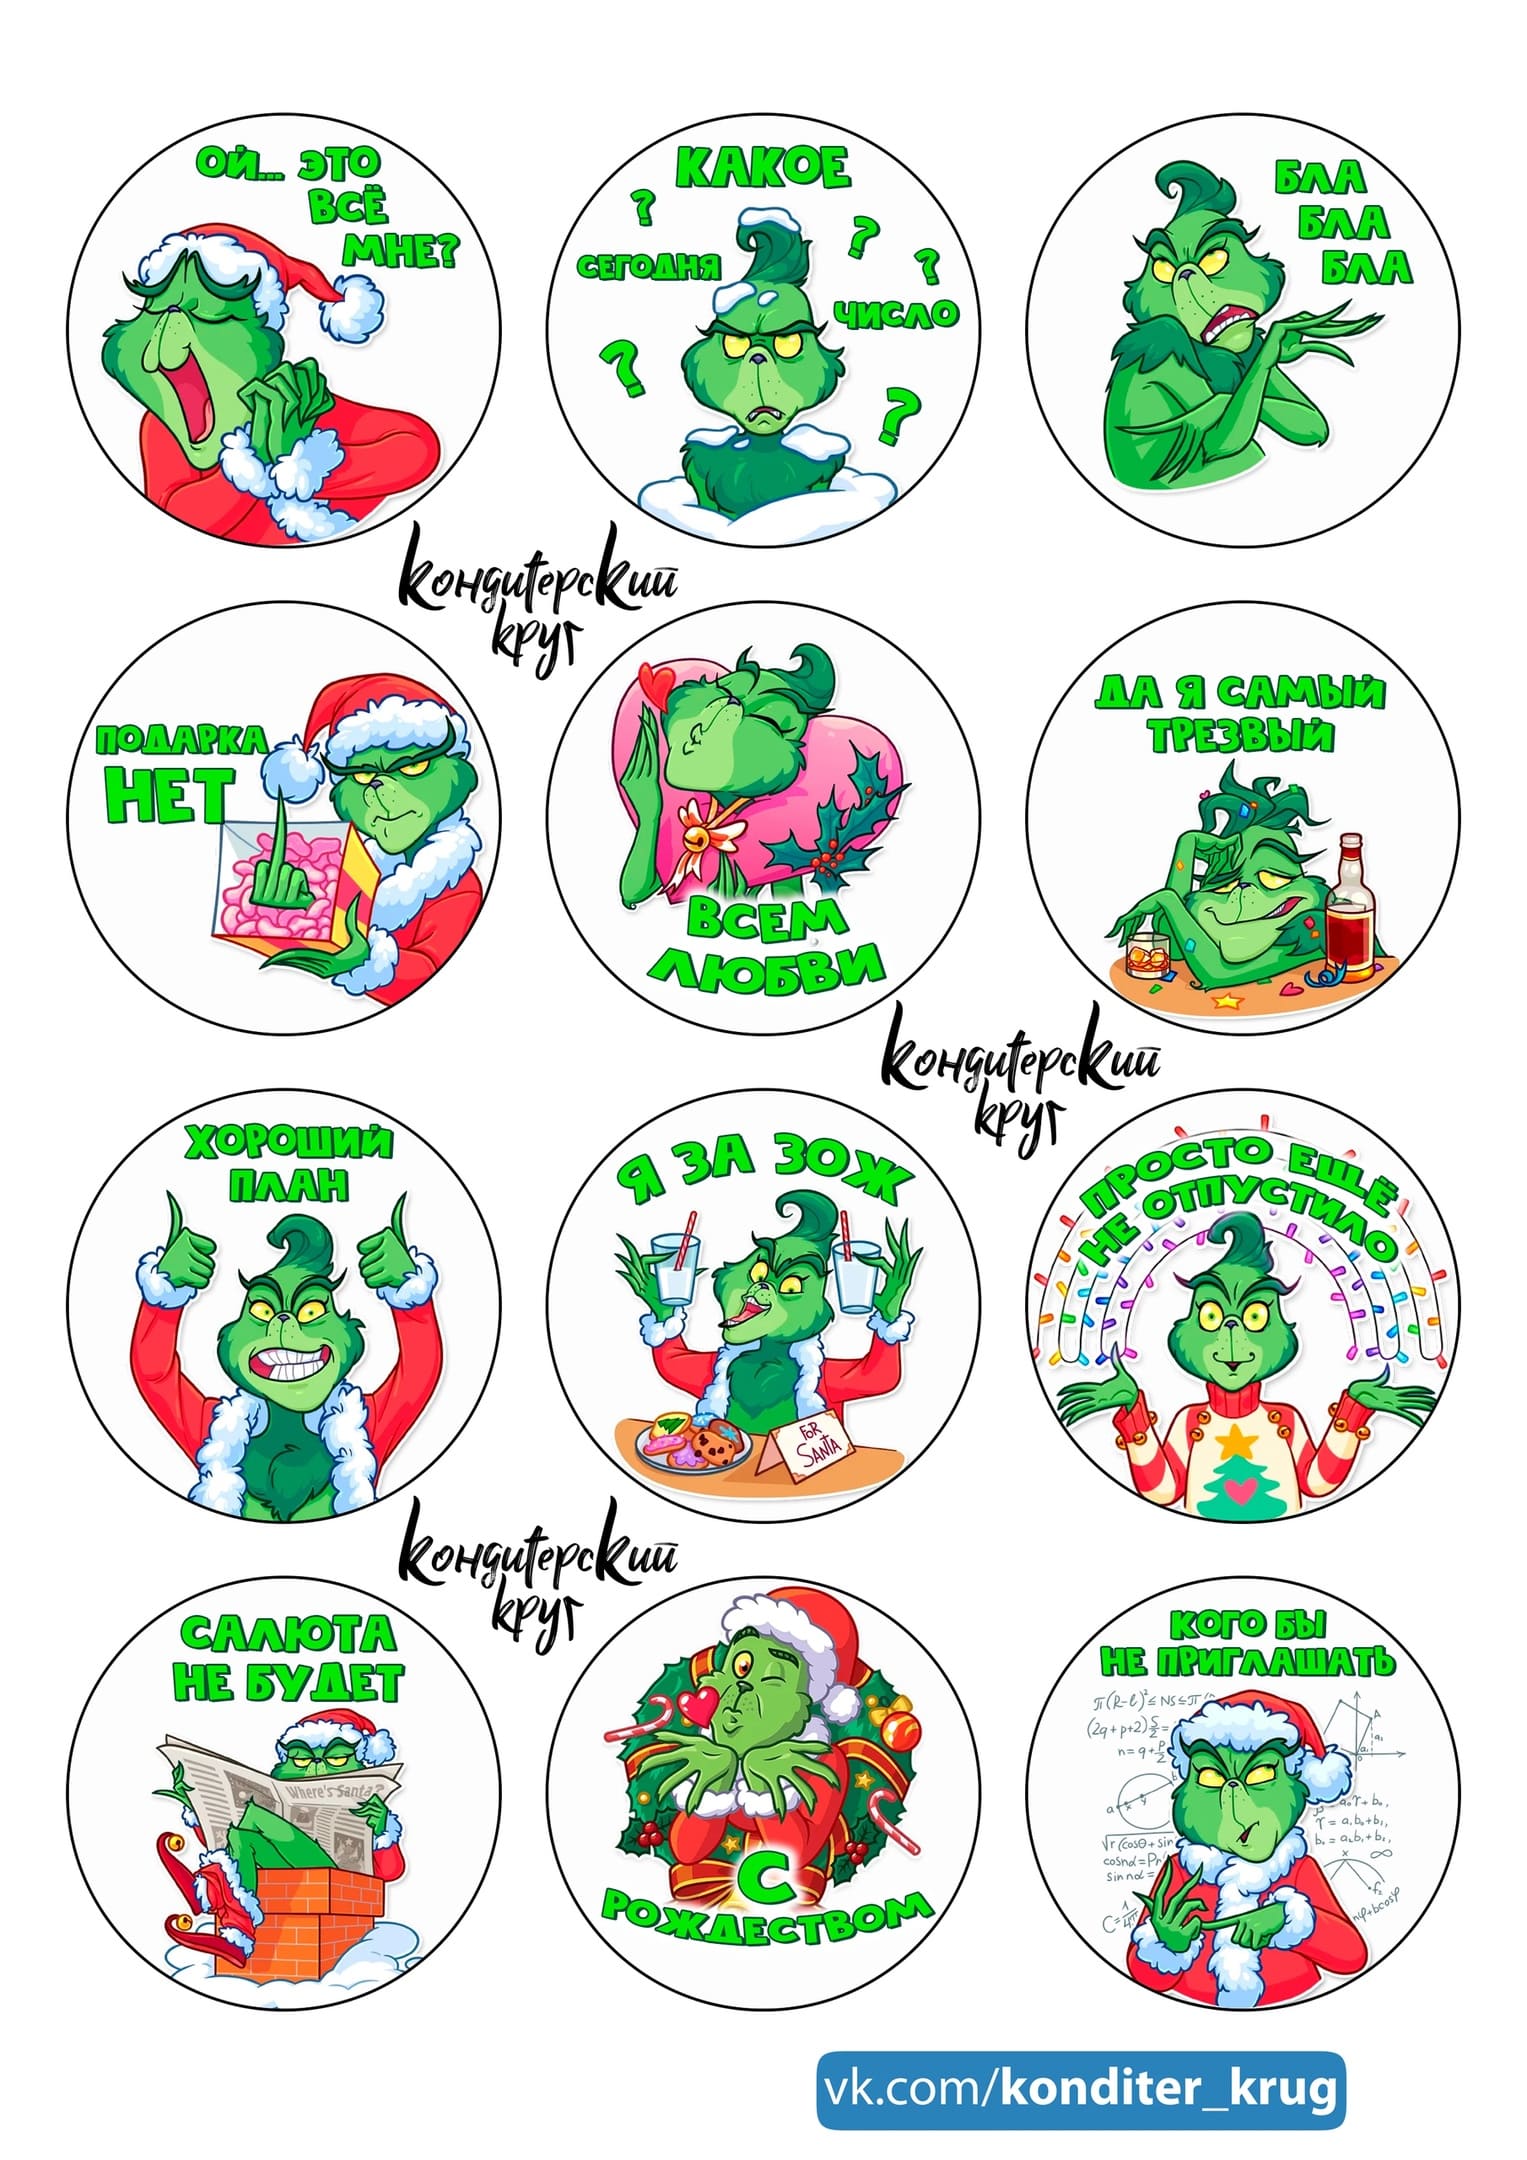 ОЙ... ЭТО
ВСЁ
МНЕ?
КАКОЕ
СЕГОДНЯ
ЧИСЛО
? ? ? ? ?
БЛА
БЛА
БЛА
Кондитерский
круг
ПОДАРКА
НЕТ
ВСЕМ
ЛЮБВИ
ДА Я САМЫЙ
ТРЕЗВЫЙ
Кондитерский
круг
ХОРОШИЙ
ПЛАН
Я ЗА ЗОЖ
FOR
SANTA
ПРОСТО ЕЩЁ
НЕ ОТПУСТИЛО
Кондитерский
круг
САЛЮТА
НЕ БУДЕТ
Where's Santa?
С
РОЖДЕСТВОМ
КОГО БЫ
НЕ ПРИГЛАШАТЬ
vk.com/konditer_krug